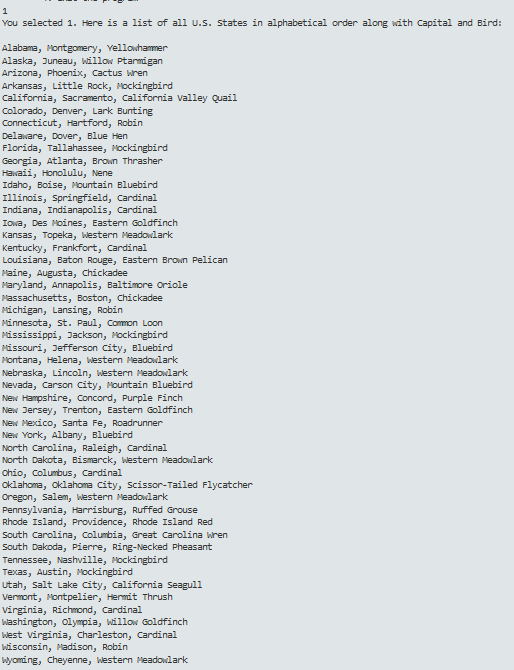 1
You selected 1. Here is a list of all U.S. States in alphabetical order along with Capital and Bird:
Alabama, Montgomery, Yellowhammer
Alaska, Juneau, Willow Ptarmigan
Arizona, Phoenix, Cactus Wren
Arkansas, Little Rock, Mockingbird
California, Sacramento, California Valley Quail
Colorado, Denver, Lark Bunting
Connecticut, Hartford, Robin
Delaware, Dover, Blue Hen
Florida, Tallahassee, Mockingbird
Georgia, Atlanta, Brown Thrasher
Hawaii, Honolulu, Nene
Idaho, Boise, Mountain Bluebird
Illinois, Springfield, Cardinal
Indiana, Indianapolis, Cardinal
Iowa, Des Moines, Eastern Goldfinch
Kansas, Topeka, Western Meadowlark
Kentucky, Frankfort, Cardinal
Louisiana, Baton Rouge, Eastern Brown Pelican
Maine, Augusta, Chickadee
Maryland, Annapolis, Baltimore Oriole
Massachusetts, Boston, Chickadee
Michigan, Lansing, Robin
Minnesota, St. Paul, Common Loon
Mississippi, Jackson, Mockingbird
Missouri, Jefferson City, Bluebird
Montana, Helena, Western Meadowlark
Nebraska, Lincoln, Western Meadowlark
Nevada, Carson City, Mountain Bluebird
New Hampshire, Concord, Purple Finch
New Jersey, Trenton, Eastern Goldfinch
New Mexico, Santa Fe, Roadrunner
New York, Albany, Bluebird
North Carolina, Raleigh, Cardinal
North Dakota, Bismarck, Western Meadowlark
Ohio, Columbus, Cardinal
Oklahoma, Oklahoma City, Scissor-Tailed Flycatcher
Oregon, Salem, Western Meadowlark
Pennsylvania, Harrisburg, Ruffed Grouse
Rhode Island, Providence, Rhode Island Red
South Carolina, Columbia, Great Carolina Wren
South Dakoda, Pierre, Ring-Necked Pheasant
Tennessee, Nashville, Mockingbird
Texas, Austin, Mockingbird
Utah, Salt Lake City, California Seagull
Vermont, Montpelier, Hermit Thrush
Virginia, Richmond, Cardinal
Washington, Olympia, Willow Goldfinch
West Virginia, Charleston, Cardinal
Wisconsin, Madison, Robin
Wyoming, Cheyenne, Western Meadowlark